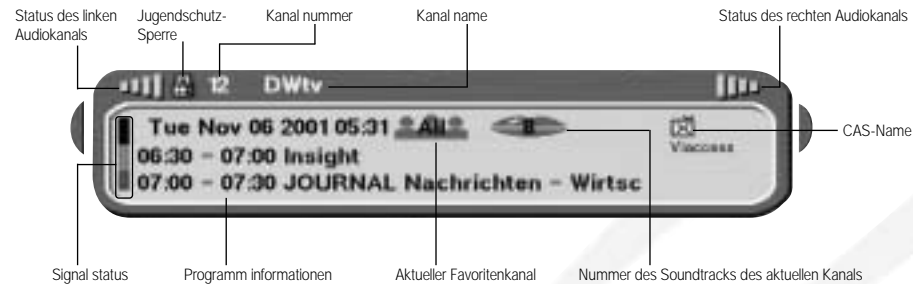 Status des linken Audiokanals
Jugendschutz-Sperre
Kanal nummer
Kanal name
Status des rechten Audiokanals
12 DWtv
Tue Nov 06 2001 05:31 All
06:30 - 07:00 Insight
07:00 - 07:30 JOURNAL Nachrichten - Wirtsc
Viaccess
CAS-Name
Signal status
Programm informationen
Aktueller Favoritenkanal
Nummer des Soundtracks des aktuellen Kanals